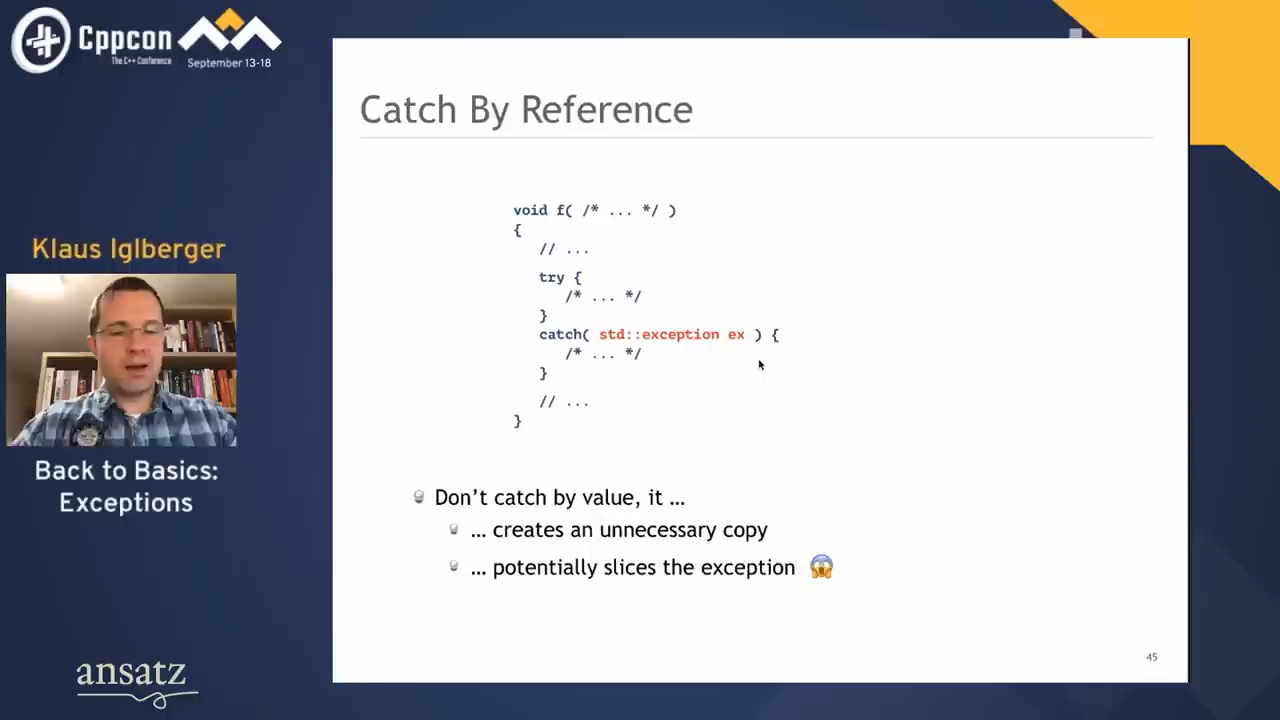 Cppcon
The C++ Conference
September 13-18
Klaus Iglberger
Back to Basics:
Exceptions
ansatz
Catch By Reference
void f( /* ... */ )
{
// ...
try {
/* ... */
}
catch( std::exception ex ) {
/* ... */
}
// ...
}
Don't catch by value, it …
… creates an unnecessary copy
… potentially slices the exception 😱
45